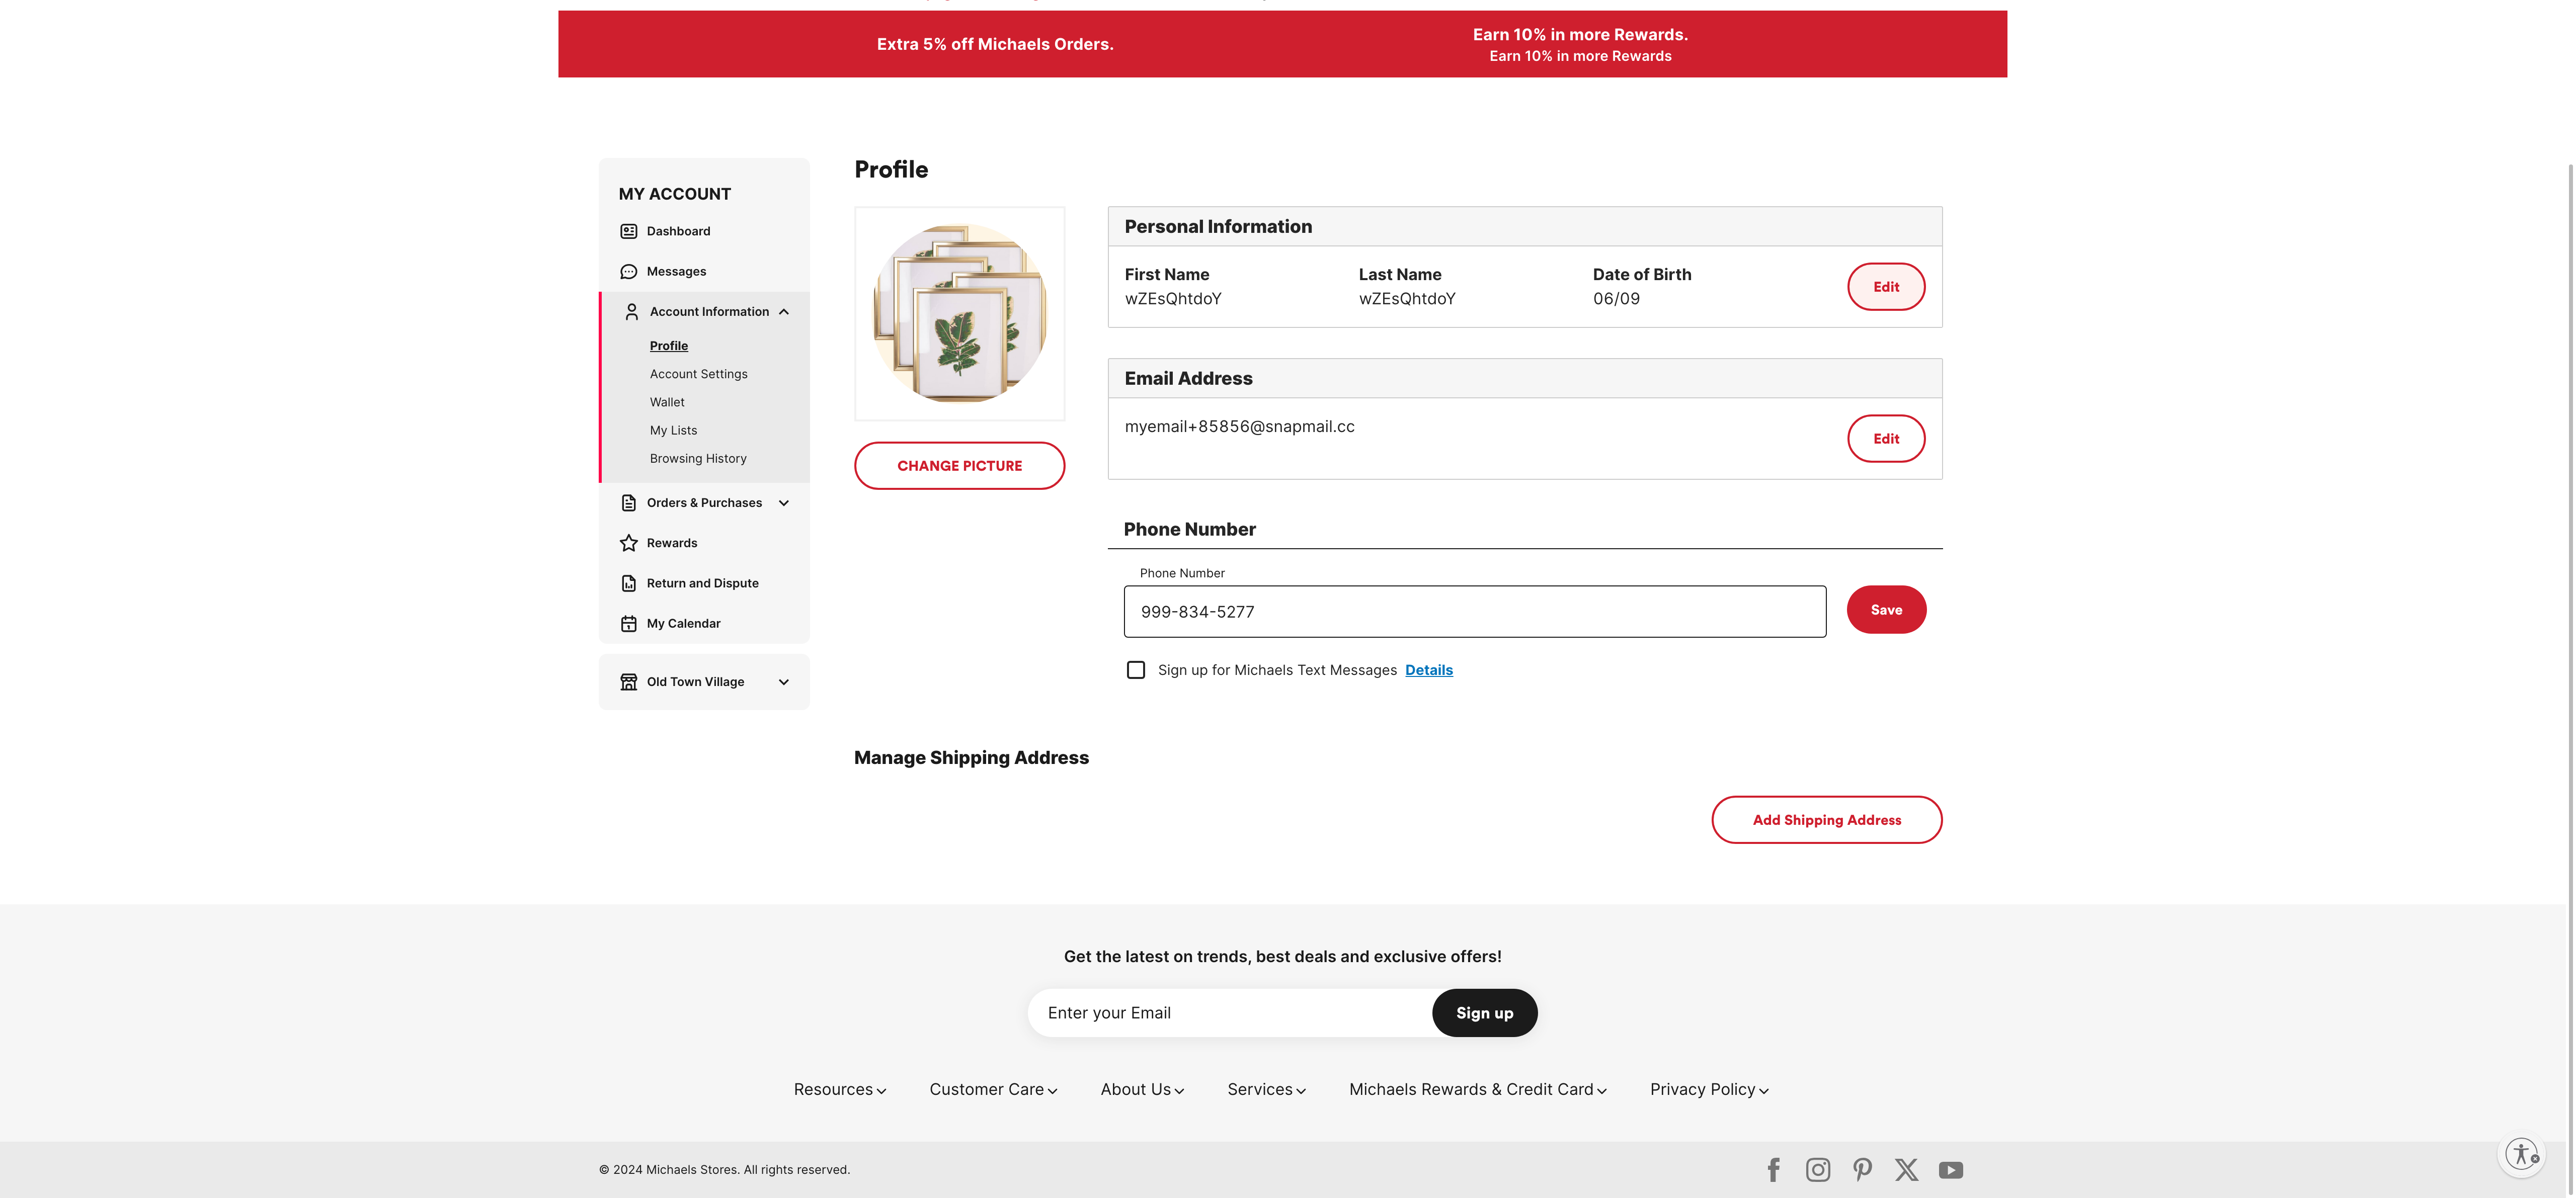 Extra 5% off Michaels Orders.
Earn 10% in more Rewards.
Earn 10% in more Rewards
MY ACCOUNT
Dashboard
Messages
Account Information
Profile
Account Settings
Wallet
My Lists
Browsing History
Orders & Purchases
Rewards
Return and Dispute
My Calendar
Old Town Village
Profile
CHANGE PICTURE
Personal Information
First Name Last Name Date of Birth
wZEsQhtdoY wZEsQhtdoY 06/09
Edit
Email Address
myemail+85856@snapmail.cc
Edit
Phone Number
Phone Number
999-834-5277
Save
Sign up for Michaels Text Messages Details
Manage Shipping Address
Add Shipping Address
Get the latest on trends, best deals and exclusive offers!
Enter your Email Sign up
Resources Customer Care About Us Services Michaels Rewards & Credit Card Privacy Policy
© 2024 Michaels Stores. All rights reserved.